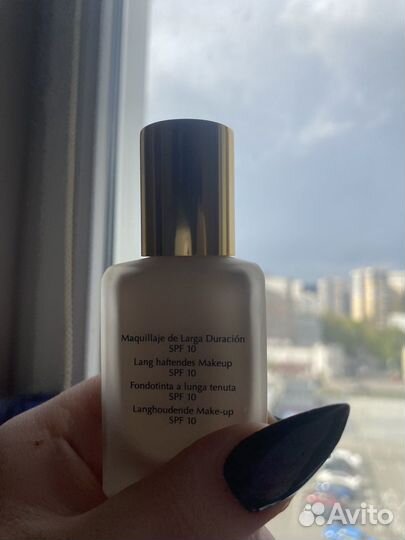 Maquillaje de Larga Duración
SPF 10
Lang haftendes Makeup
SPF 10
Fondotinta a lunga tenuta
SPF 10
Langhoudende Make-up
SPF 10
Avito